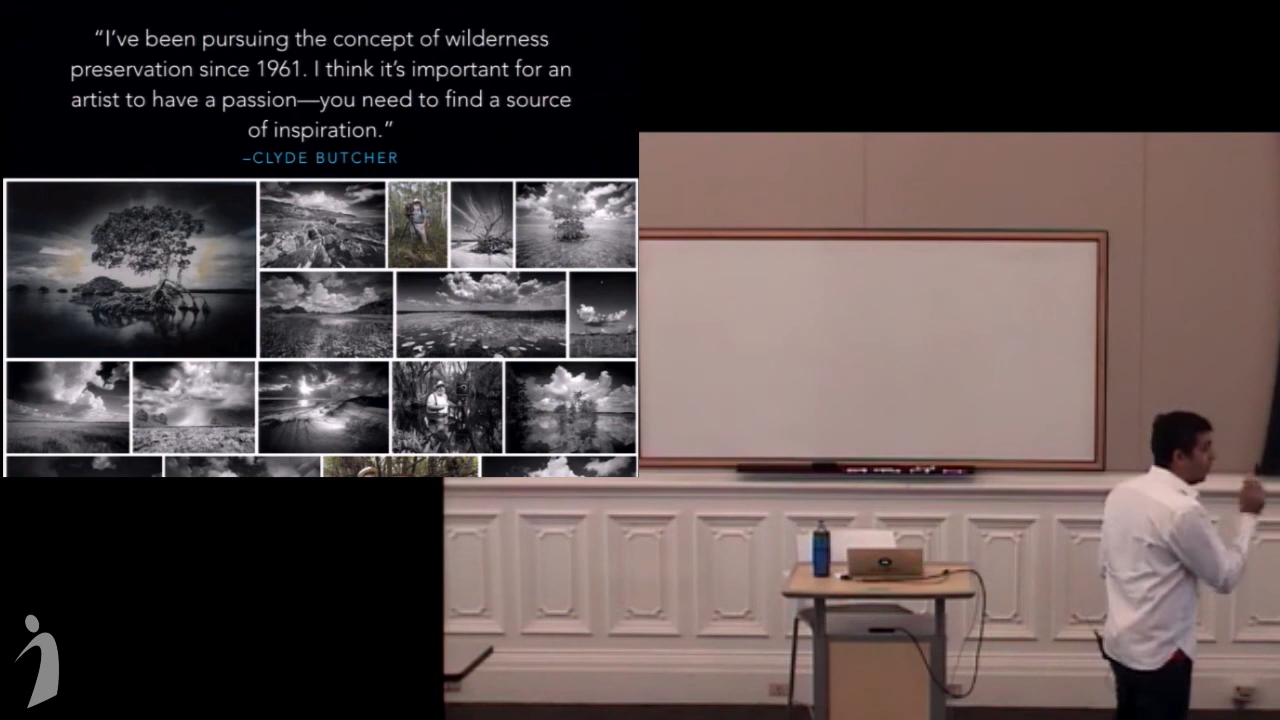 “I’ve been pursuing the concept of wilderness
preservation since 1961. I think it’s important for an
artist to have a passion—you need to find a source
of inspiration.”
–CLYDE BUTCHER